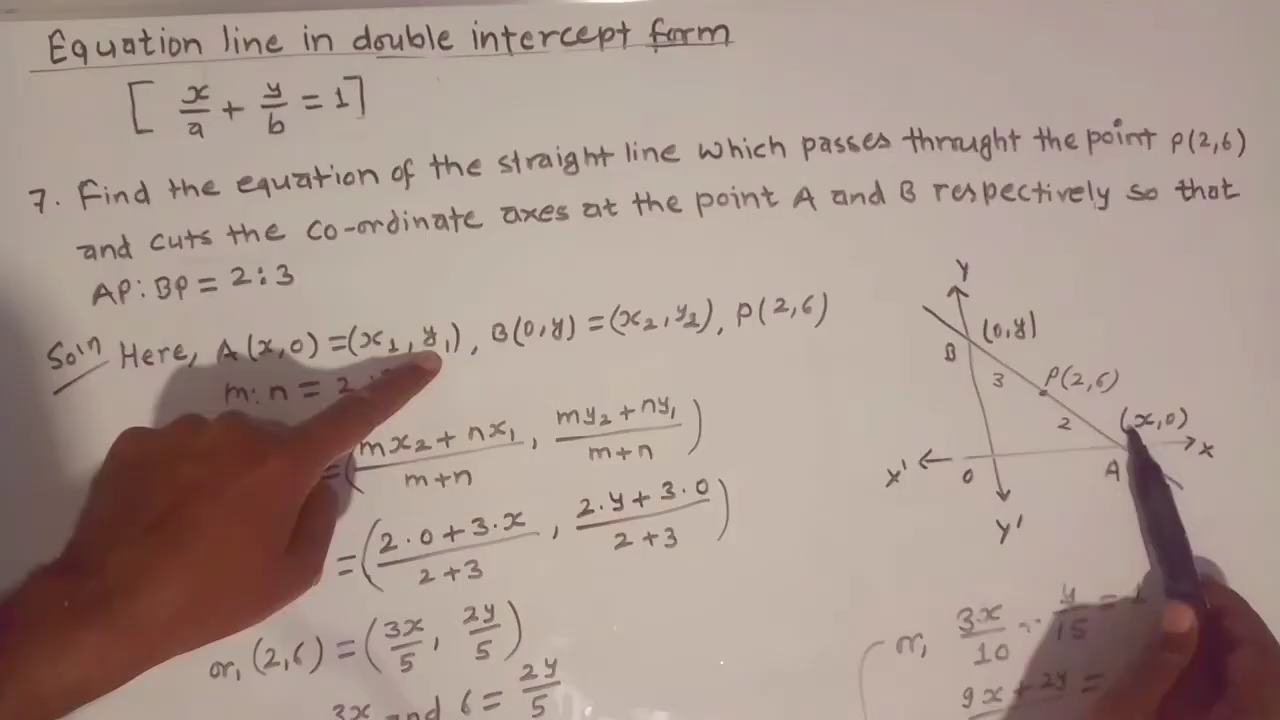 Equation line in double intercept form
[ x/a + y/b = 1 ]
7. Find the equation of the straight line which passes throught the point P(2,6)
and cuts the co-ordinate axes at the point A and B respectively so that
AP : BP = 2 : 3
Soln Here, A(x,0) = (x1, y1), B(0,y) = (x2, y2), P(2,6)
m : n = 2 :
= ( (mx2 + nx1)/(m+n) , (my2 + ny1)/(m+n) )
= ( (2·0 + 3·x)/(2+3) , (2·y + 3·0)/(2+3) )
or, (2,6) = ( 3x/5 , 2y/5 )
3x and 6 = 2y/5
Y
(0,y)
B
3
P(2,6)
2
(x,0)
X'
O
A
X
Y'
or, 3x/10 y/15 =
9x + 2y =